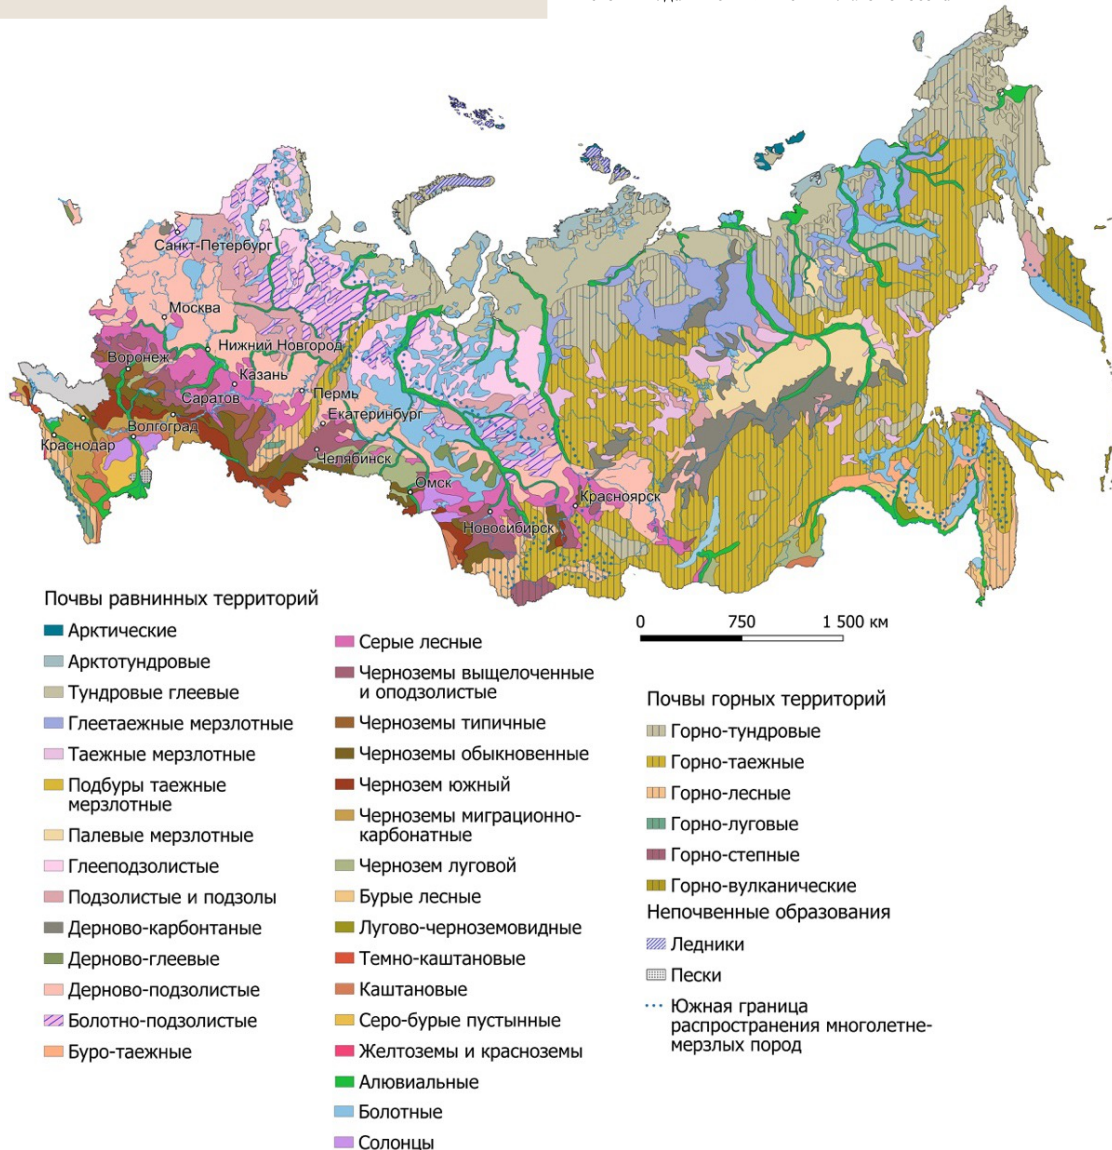 Санкт-Петербург
Москва
Нижний Новгород
Воронеж
Казань
Саратов
Пермь
Екатеринбург
Волгоград
Краснодар
Челябинск
Омск
Красноярск
Новосибирск
Почвы равнинных территорий
Арктические
Арктотундровые
Тундровые глеевые
Глеетаежные мерзлотные
Таежные мерзлотные
Подбуры таежные
мерзлотные
Палевые мерзлотные
Глееподзолистые
Подзолистые и подзолы
Дерново-карбонтаные
Дерново-глеевые
Дерново-подзолистые
Болотно-подзолистые
Буро-таежные
Серые лесные
Черноземы выщелоченные
и оподзолистые
Черноземы типичные
Черноземы обыкновенные
Чернозем южный
Черноземы миграционно-
карбонатные
Чернозем луговой
Бурые лесные
Лугово-черноземовидные
Темно-каштановые
Каштановые
Серо-бурые пустынные
Желтоземы и красноземы
Алювиальные
Болотные
Солонцы
0 750 1 500 км
Почвы горных территорий
Горно-тундровые
Горно-таежные
Горно-лесные
Горно-луговые
Горно-степные
Горно-вулканические
Непочвенные образования
Ледники
Пески
Южная граница
распространения многолетне-
мерзлых пород